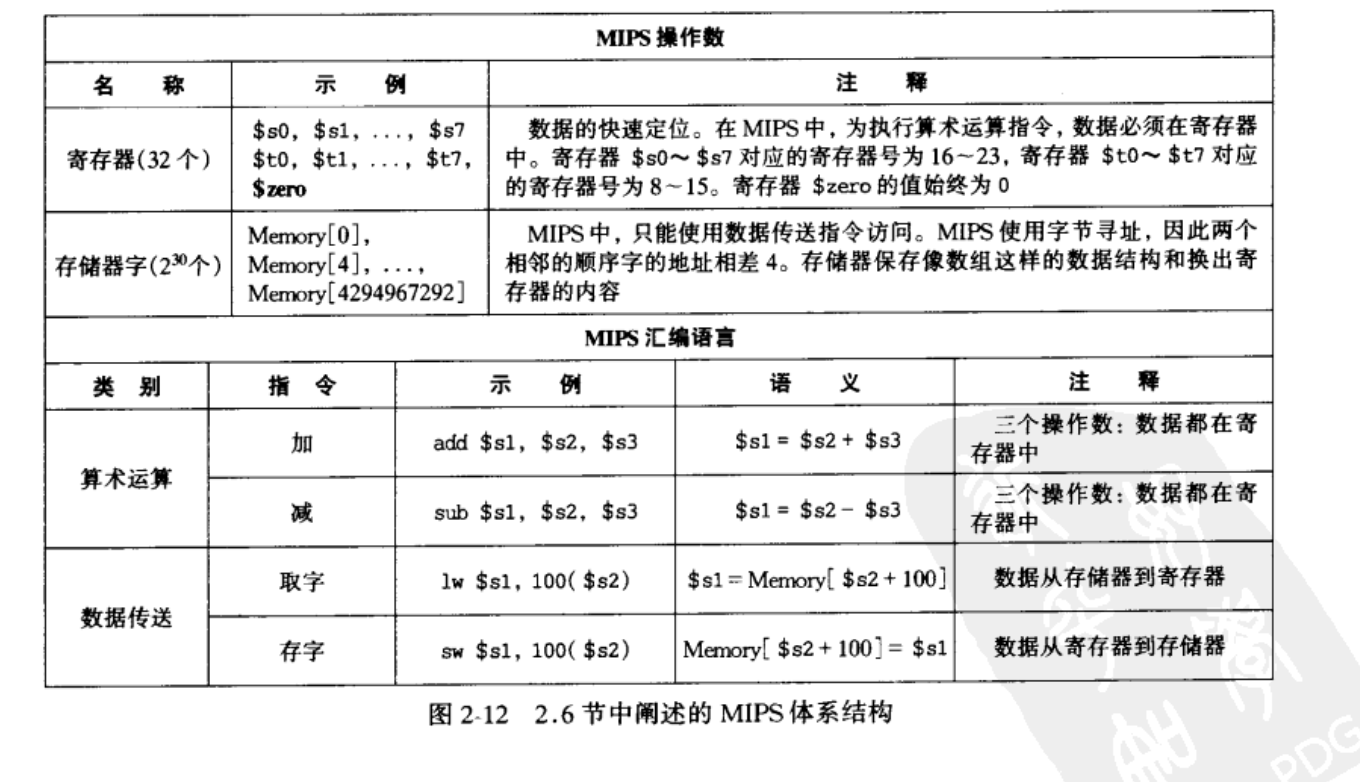 MIPS 操作数
名 称 示 例 注 释
寄存器(32 个)
$s0, $s1, ..., $s7
$t0, $t1, ..., $t7,
$zero
数据的快速定位。在 MIPS 中, 为执行算术运算指令, 数据必须在寄存器
中。寄存器 $s0～ $s7 对应的寄存器号为 16～23, 寄存器 $t0～ $t7 对应
的寄存器号为 8～15。寄存器 $zero 的值始终为 0
存储器字(2³⁰个)
Memory[0],
Memory[4], ...,
Memory[4294967292]
MIPS 中, 只能使用数据传送指令访问。MIPS 使用字节寻址, 因此两个
相邻的顺序字的地址相差 4。存储器保存像数组这样的数据结构和换出寄
存器的内容
MIPS 汇编语言
类 别 指 令 示 例 语 义 注 释
算术运算
加 add $s1, $s2, $s3 $s1 = $s2 + $s3
三个操作数: 数据都在寄
存器中
减 sub $s1, $s2, $s3 $s1 = $s2 − $s3
三个操作数: 数据都在寄
存器中
数据传送
取字 lw $s1, 100( $s2) $s1 = Memory[ $s2 + 100] 数据从存储器到寄存器
存字 sw $s1, 100( $s2) Memory[ $s2 + 100] = $s1 数据从寄存器到存储器
图 2-12 2.6 节中阐述的 MIPS 体系结构
PDG